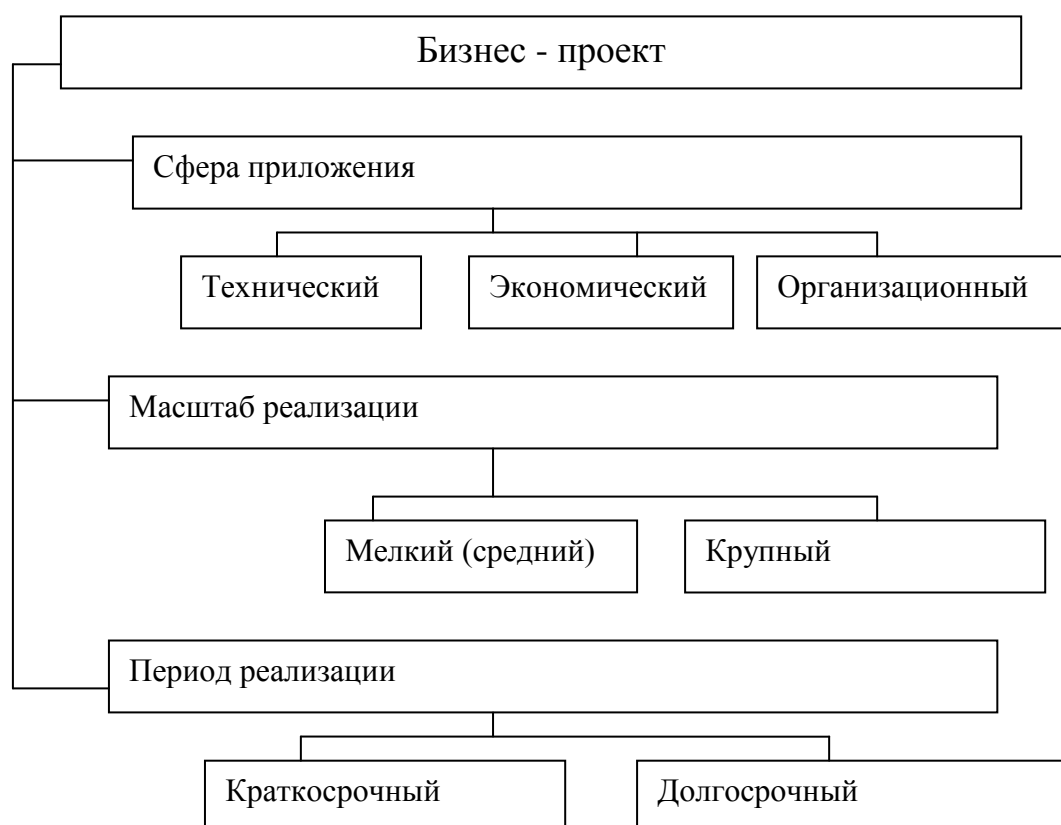 Бизнес - проект
Сфера приложения
Технический
Экономический
Организационный
Масштаб реализации
Мелкий (средний)
Крупный
Период реализации
Краткосрочный
Долгосрочный